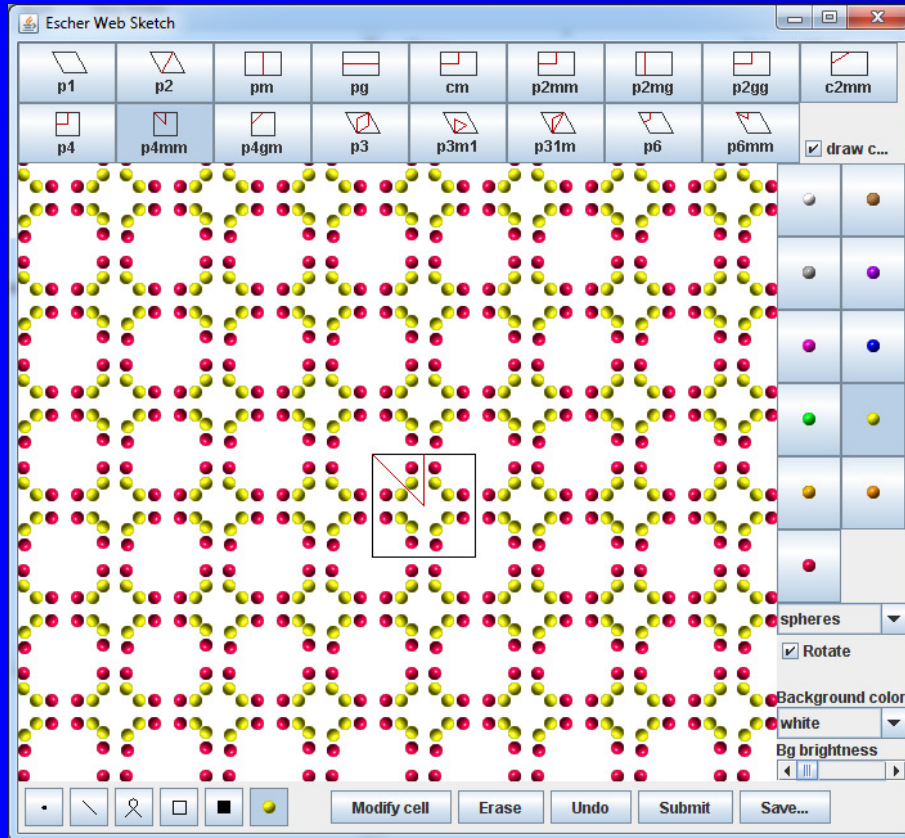 Escher Web Sketch
p1 p2 pm pg cm p2mm p2mg p2gg c2mm
p4 p4mm p4gm p3 p3m1 p31m p6 p6mm draw c...
spheres
Rotate
Background color
white
Bg brightness
Modify cell Erase Undo Submit Save...